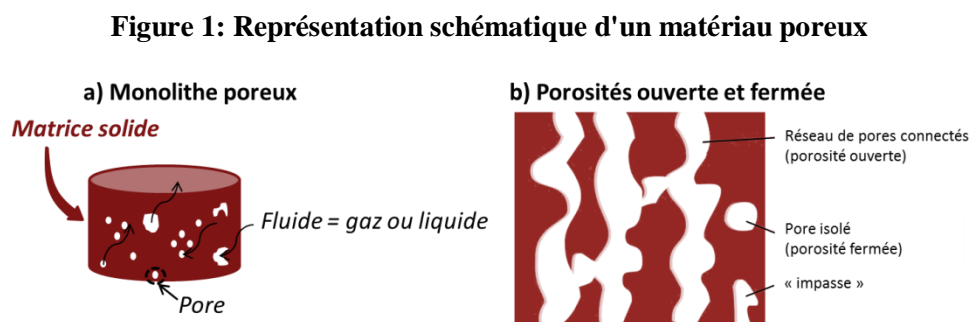 Figure 1: Représentation schématique d'un matériau poreux
a) Monolithe poreux
Matrice solide
Fluide = gaz ou liquide
Pore
b) Porosités ouverte et fermée
Réseau de pores connectés
(porosité ouverte)
Pore isolé
(porosité fermée)
« impasse »